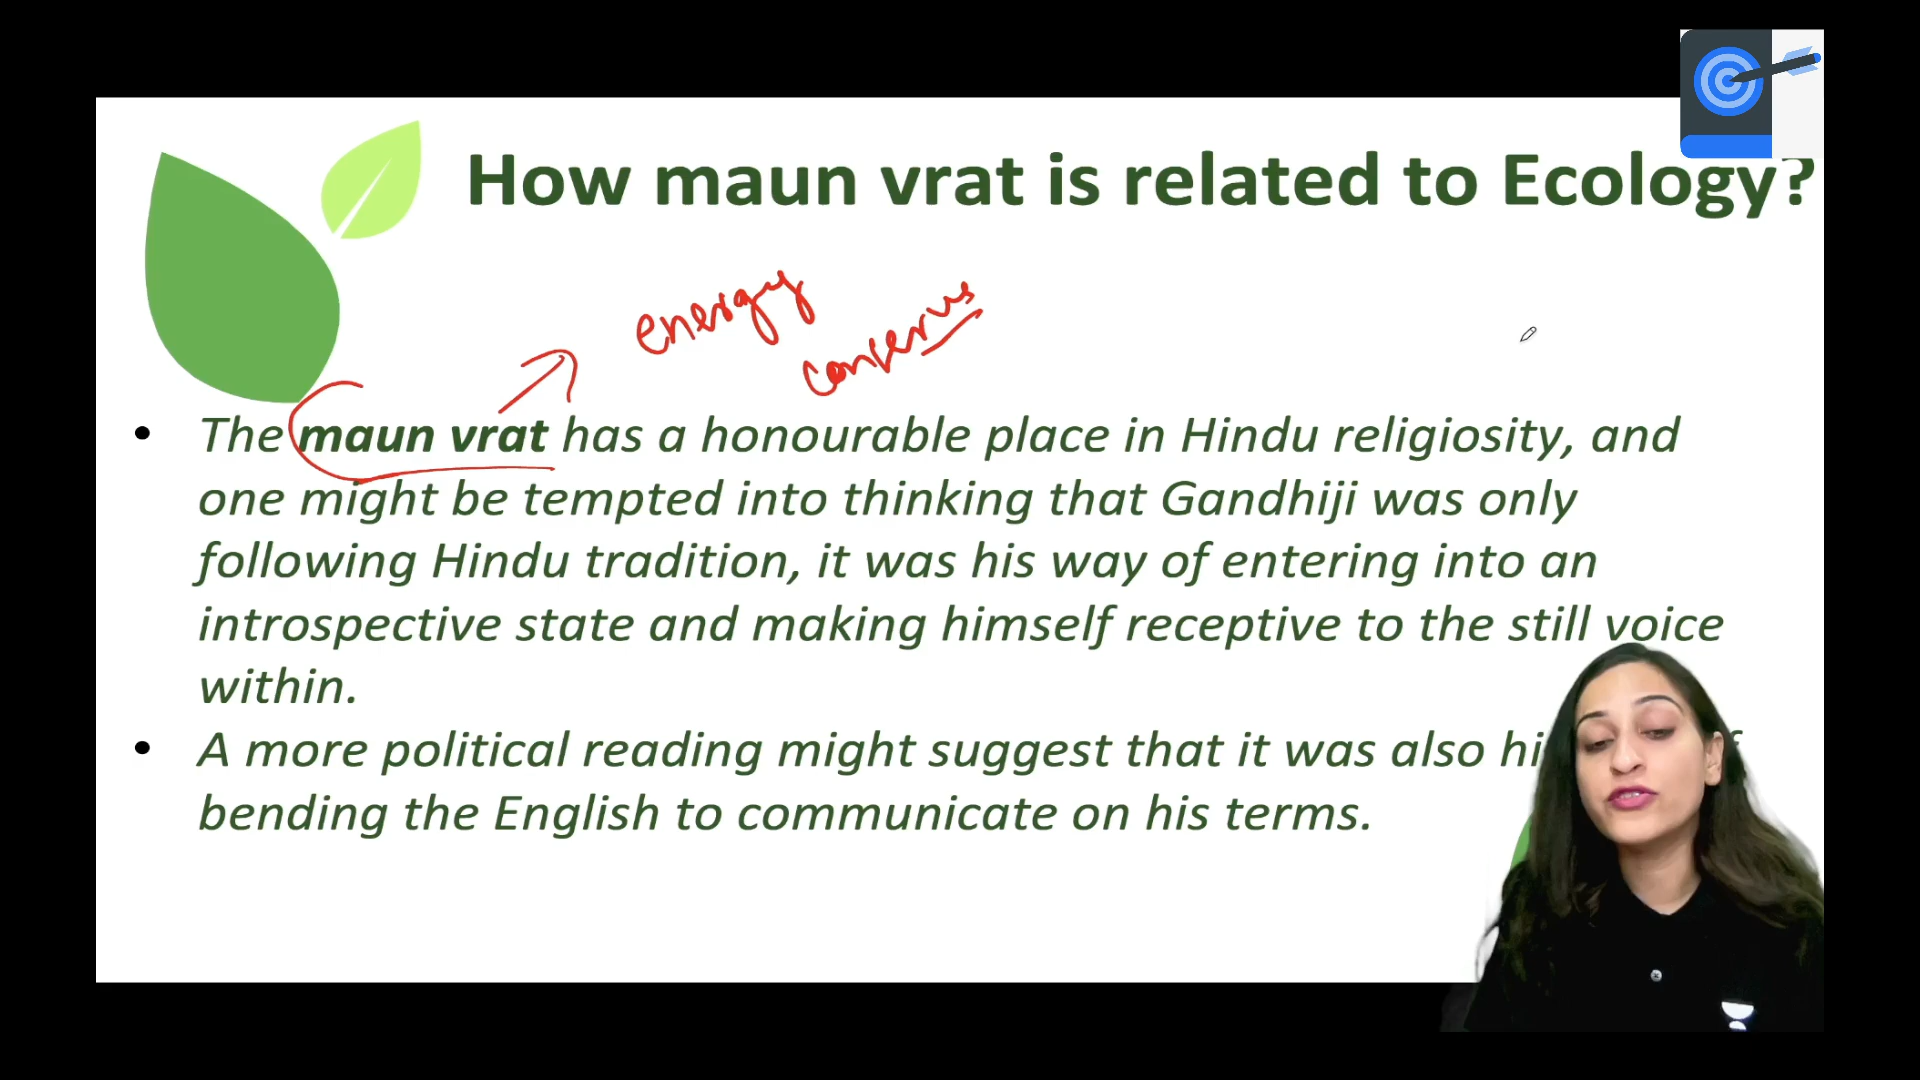 How maun vrat is related to Ecology?
energy
conserve
• The maun vrat has a honourable place in Hindu religiosity, and
one might be tempted into thinking that Gandhiji was only
following Hindu tradition, it was his way of entering into an
introspective state and making himself receptive to the still voice
within.
• A more political reading might suggest that it was also
bending the English to communicate on his terms.